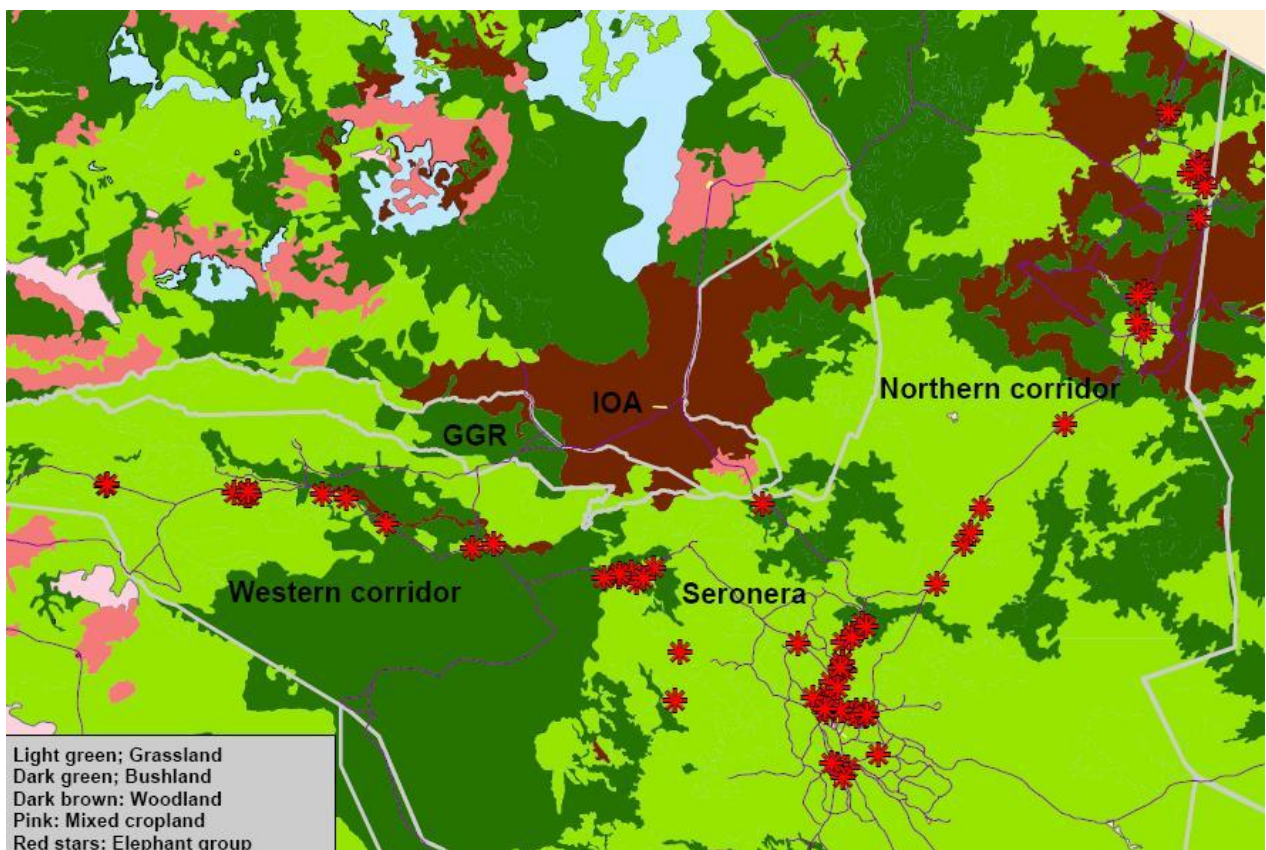 Northern corridor
IOA
GGR
Western corridor
Seronera
Light green; Grassland
Dark green; Bushland
Dark brown: Woodland
Pink: Mixed cropland
Red stars: Elephant group